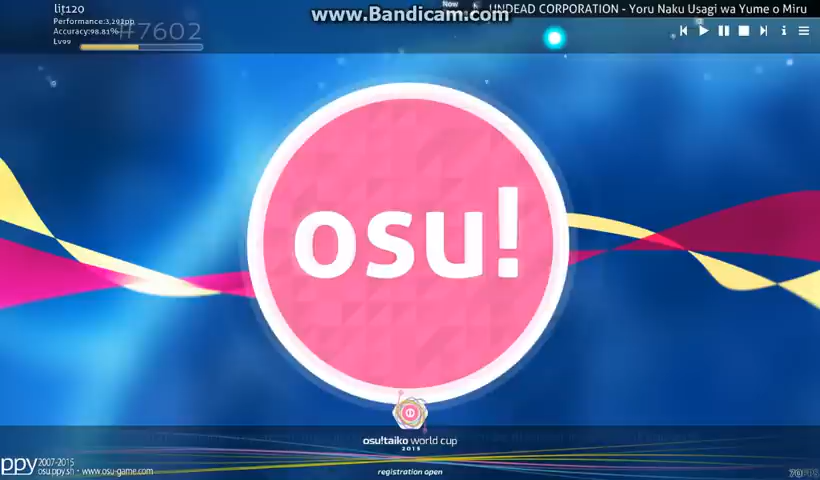 www.Bandicam.com
lif120
Performance:3,292pp
Accuracy:98.81%
Lv99
#7602
Now
UNDEAD CORPORATION - Yoru Naku Usagi wa Yume o Miru
osu!
osu!taiko world cup
2015
registration open
ppy
2007-2015
osu.ppy.sh - www.osu-game.com